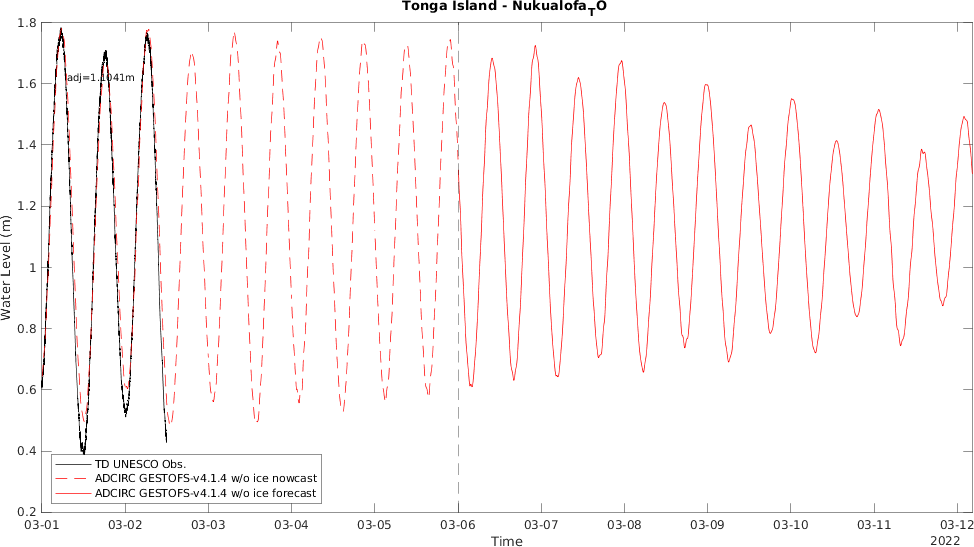 Tonga Island - NukualofaTO
1.8
1.6
1.4
1.2
1
0.8
0.6
0.4
0.2
Water Level (m)
adj=1.1041m
TD UNESCO Obs.
ADCIRC GESTOFS-v4.1.4 w/o ice nowcast
ADCIRC GESTOFS-v4.1.4 w/o ice forecast
03-01 03-02 03-03 03-04 03-05 03-06 03-07 03-08 03-09 03-10 03-11 03-12
Time
2022